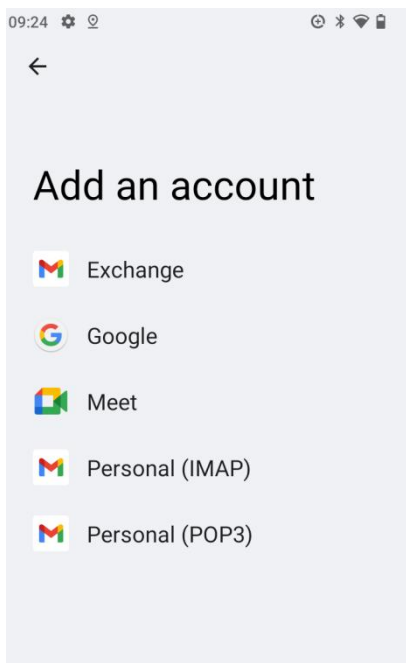 09:24
Add an account
Exchange
Google
Meet
Personal (IMAP)
Personal (POP3)